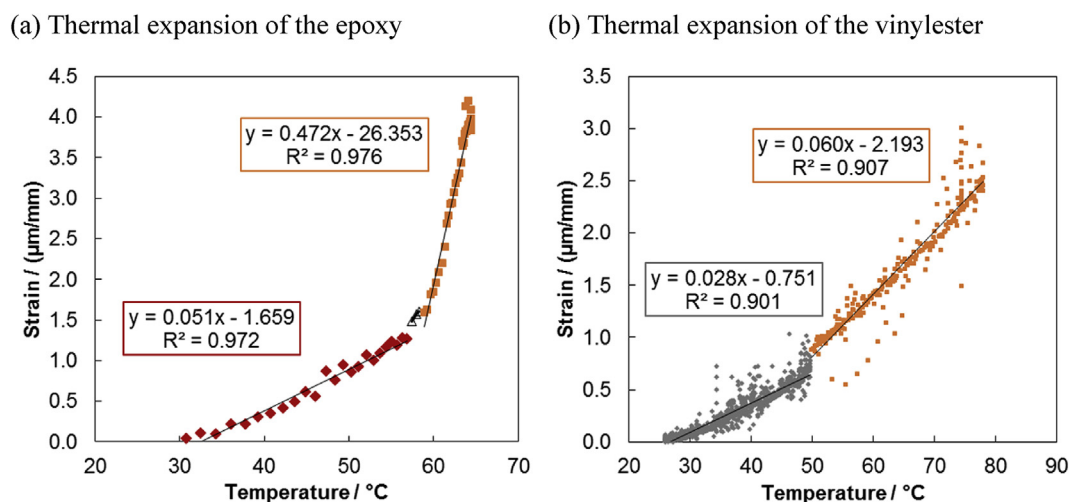 (a) Thermal expansion of the epoxy
(b) Thermal expansion of the vinylester
4.5
4.0
3.5
3.0
2.5
2.0
1.5
1.0
0.5
0.0
Strain / (µm/mm)
y = 0.472x - 26.353
R² = 0.976
y = 0.051x - 1.659
R² = 0.972
20 30 40 50 60 70
Temperature / °C
3.5
3.0
2.5
2.0
1.5
1.0
0.5
0.0
Strain / (µm/mm)
y = 0.060x - 2.193
R² = 0.907
y = 0.028x - 0.751
R² = 0.901
20 30 40 50 60 70 80 90
Temperature / °C